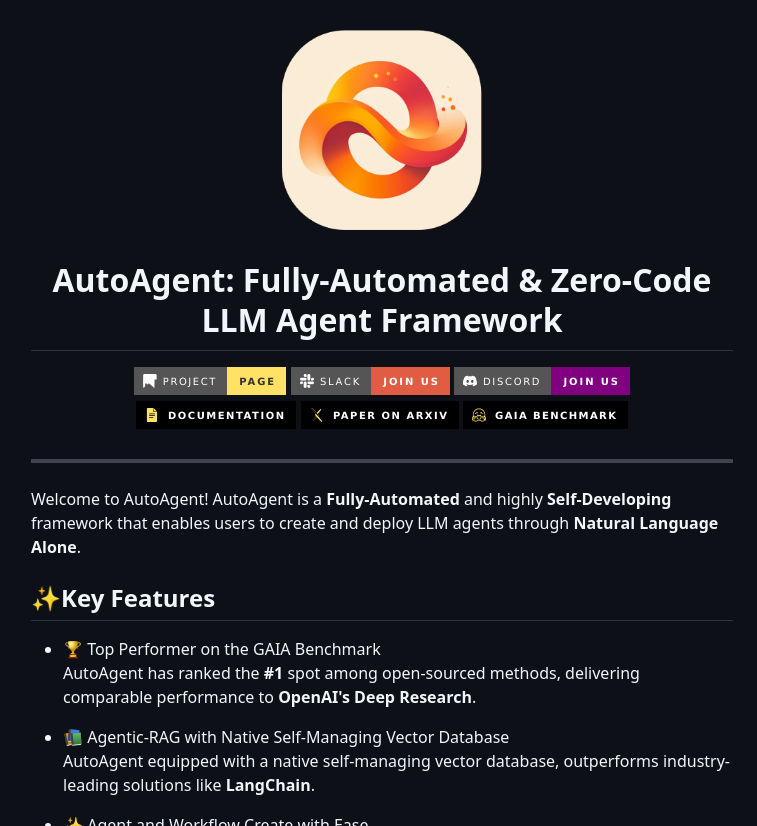 AutoAgent: Fully-Automated & Zero-Code
LLM Agent Framework
PROJECT PAGE SLACK JOIN US DISCORD JOIN US
DOCUMENTATION PAPER ON ARXIV GAIA BENCHMARK
Welcome to AutoAgent! AutoAgent is a Fully-Automated and highly Self-Developing
framework that enables users to create and deploy LLM agents through Natural Language
Alone.
✨Key Features
• 🏆 Top Performer on the GAIA Benchmark
AutoAgent has ranked the #1 spot among open-sourced methods, delivering
comparable performance to OpenAI's Deep Research.
• 📚 Agentic-RAG with Native Self-Managing Vector Database
AutoAgent equipped with a native self-managing vector database, outperforms industry-
leading solutions like LangChain.
• ✨ Agent and Workflow Create with Ease